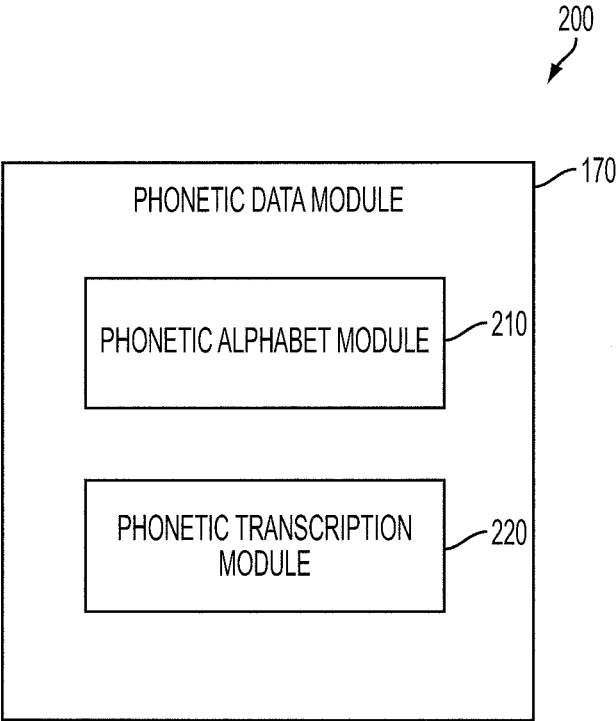 200
170
PHONETIC DATA MODULE
PHONETIC ALPHABET MODULE
210
PHONETIC TRANSCRIPTION
MODULE
220